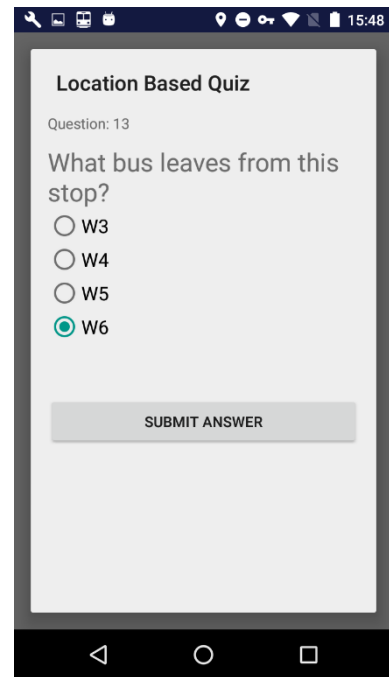 15:48
Location Based Quiz
Question: 13
What bus leaves from this
stop?
W3
W4
W5
W6
SUBMIT ANSWER